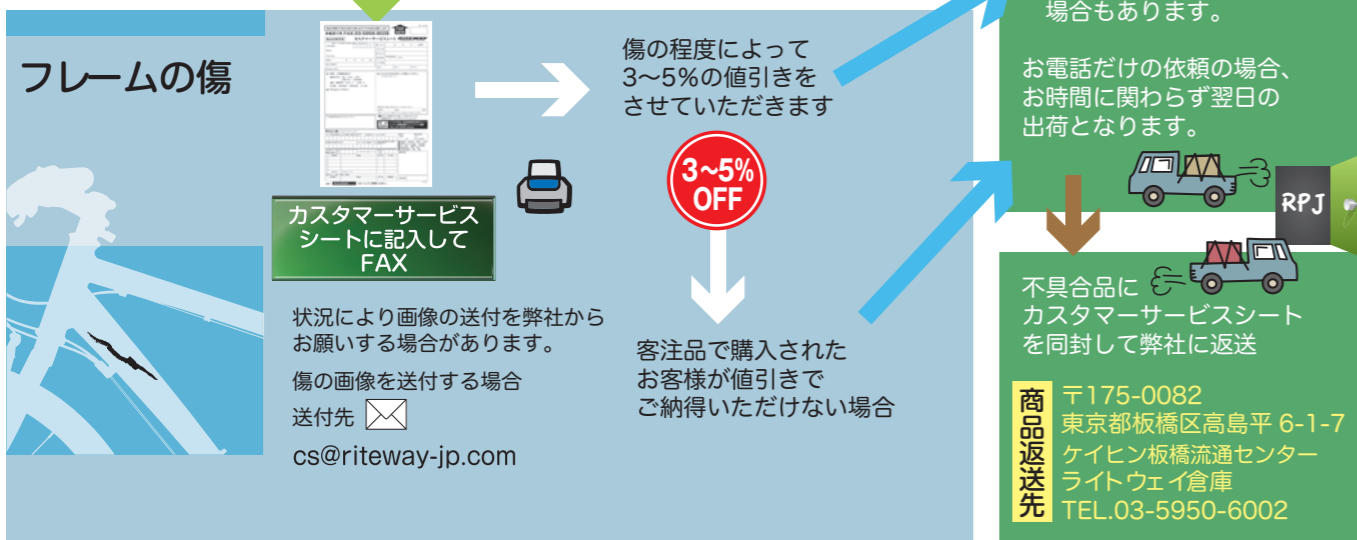 フレームの傷
カスタマーサービス
シートに記入して
FAX
状況により画像の送付を弊社から
お願いする場合があります。
傷の画像を送付する場合
送付先
cs@riteway-jp.com
傷の程度によって
3〜5%の値引きを
させていただきます
3~5%
OFF
客注品で購入された
お客様が値引きで
ご納得いただけない場合
場合もあります。
お電話だけの依頼の場合、
お時間に関わらず翌日の
出荷となります。
RPJ
不具合品に
カスタマーサービスシート
を同封して弊社に返送
商品返送先
〒175-0082
東京都板橋区高島平 6-1-7
ケイヒン板橋流通センター
ライトウェイ倉庫
TEL.03-5950-6002